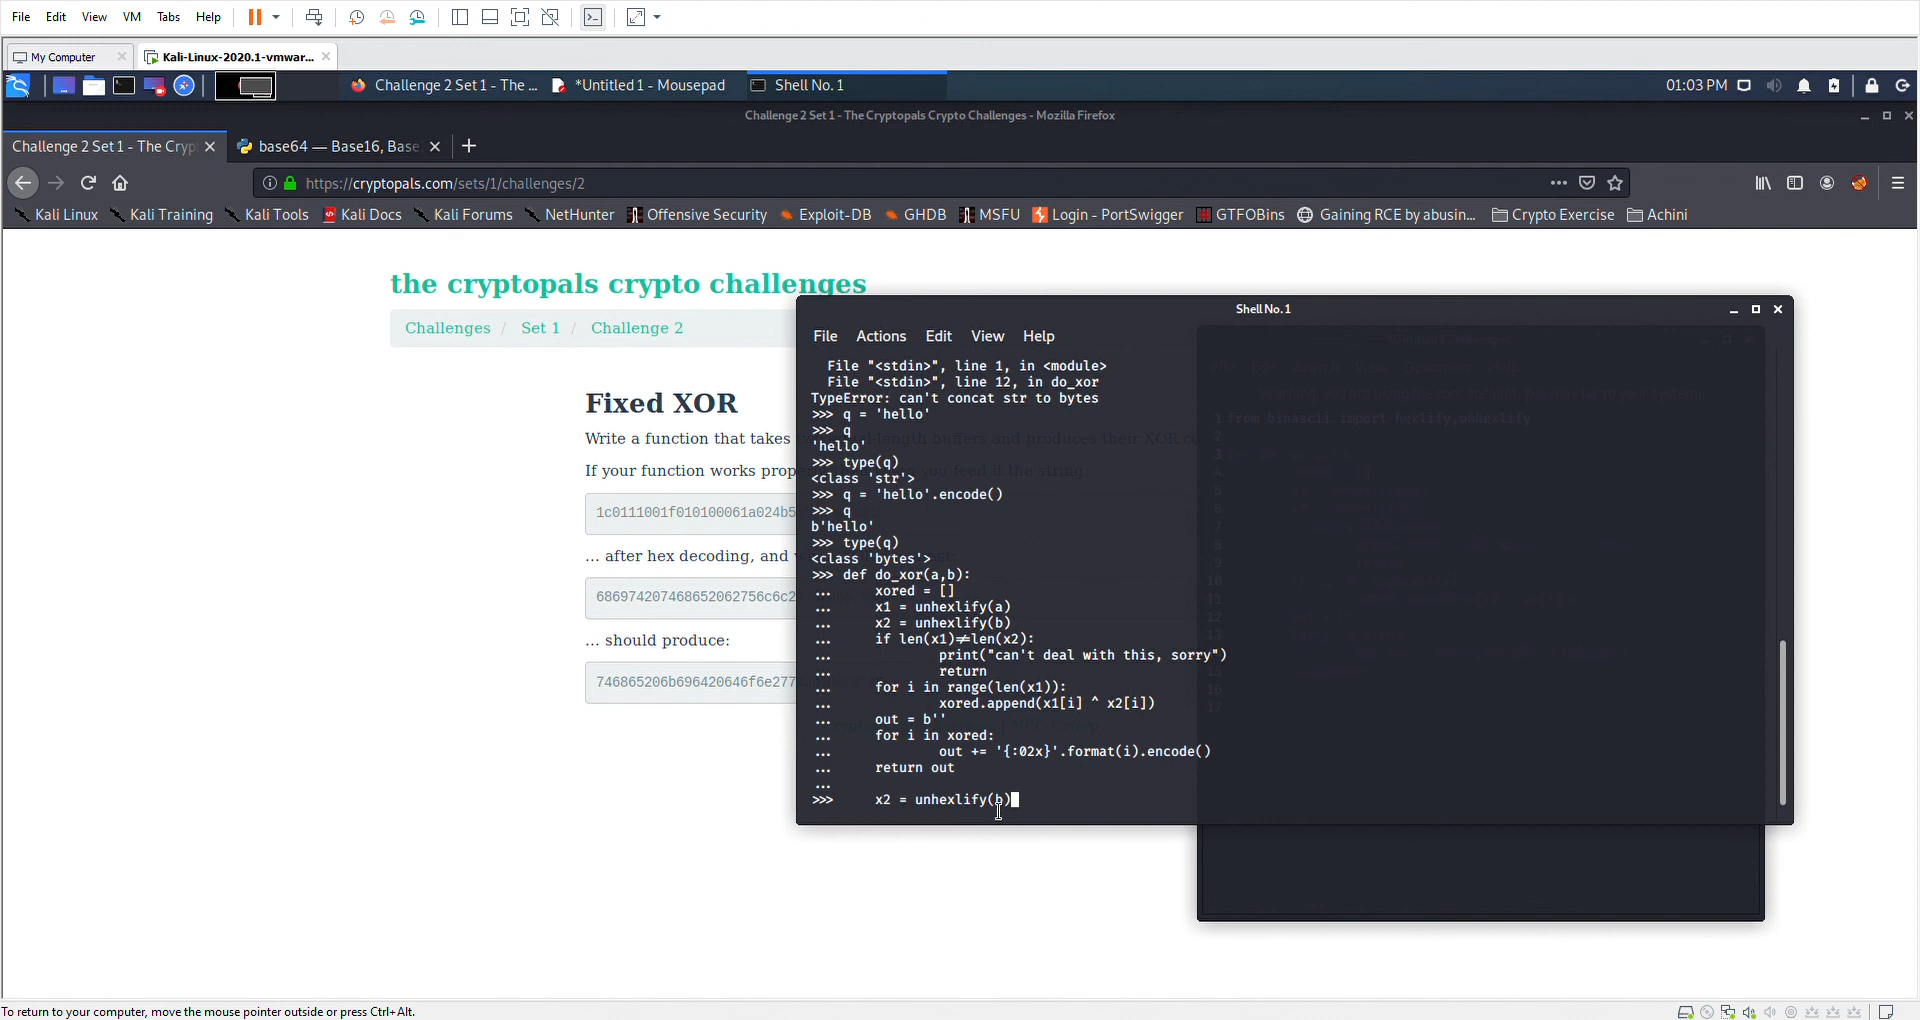 File Edit View VM Tabs Help
My Computer
Kali-Linux-2020.1-vmwar...
Challenge 2 Set 1 - The ...
*Untitled 1 - Mousepad
Shell No. 1
01:03 PM
Challenge 2 Set 1 - The Cryptopals Crypto Challenges - Mozilla Firefox
Challenge 2 Set 1 - The Cryp
base64 — Base16, Base
https://cryptopals.com/sets/1/challenges/2
Kali Linux Kali Training Kali Tools Kali Docs Kali Forums NetHunter Offensive Security Exploit-DB GHDB MSFU Login - PortSwigger GTFOBins Gaining RCE by abusin... Crypto Exercise Achini
the cryptopals crypto challenges
Challenges / Set 1 / Challenge 2
Fixed XOR
Write a function that takes
If your function works prope
1c0111001f010100061a024b5
... after hex decoding, and w
686974207468652062756c6c2
... should produce:
746865206b696420646f6e277
Shell No. 1
File Actions Edit View Help
File "<stdin>", line 1, in <module>
File "<stdin>", line 12, in do_xor
TypeError: can't concat str to bytes
>>> q = 'hello'
>>> q
'hello'
>>> type(q)
<class 'str'>
>>> q = 'hello'.encode()
>>> q
b'hello'
>>> type(q)
<class 'bytes'>
>>> def do_xor(a,b):
... xored = []
... x1 = unhexlify(a)
... x2 = unhexlify(b)
... if len(x1)≠len(x2):
... print("can't deal with this, sorry")
... return
... for i in range(len(x1)):
... xored.append(x1[i] ^ x2[i])
... out = b''
... for i in xored:
... out += '{:02x}'.format(i).encode()
... return out
...
>>> x2 = unhexlify(b)
from binascii import hexlify,unhexlify
To return to your computer, move the mouse pointer outside or press Ctrl+Alt.